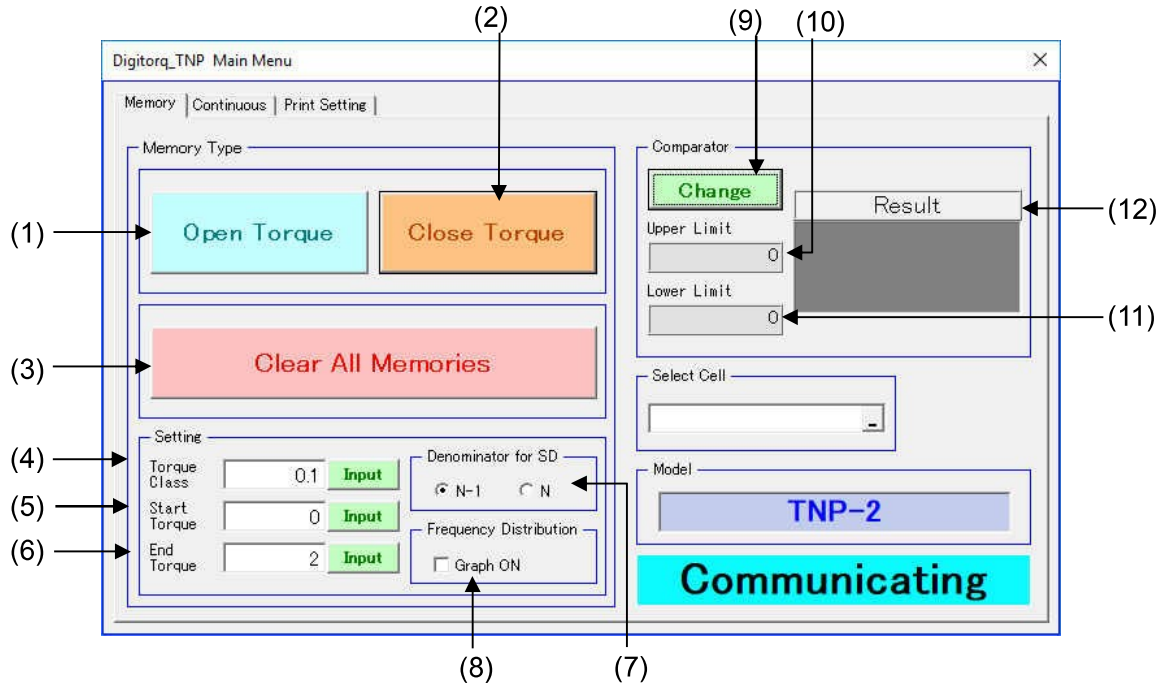 (2) (9) (10)
Digitorq_TNP Main Menu
Memory Continuous Print Setting
Memory Type
Comparator
(1)
Open Torque
Close Torque
Change
Result
(12)
Upper Limit
0
Lower Limit
0
(11)
(3)
Clear All Memories
Select Cell
Setting
(4)
Torque
Class
0.1
Input
Denominator for SD
N-1 N
(5)
Start
Torque
0
Input
(6)
End
Torque
2
Input
Frequency Distribution
Graph ON
Model
TNP-2
Communicating
(8) (7)